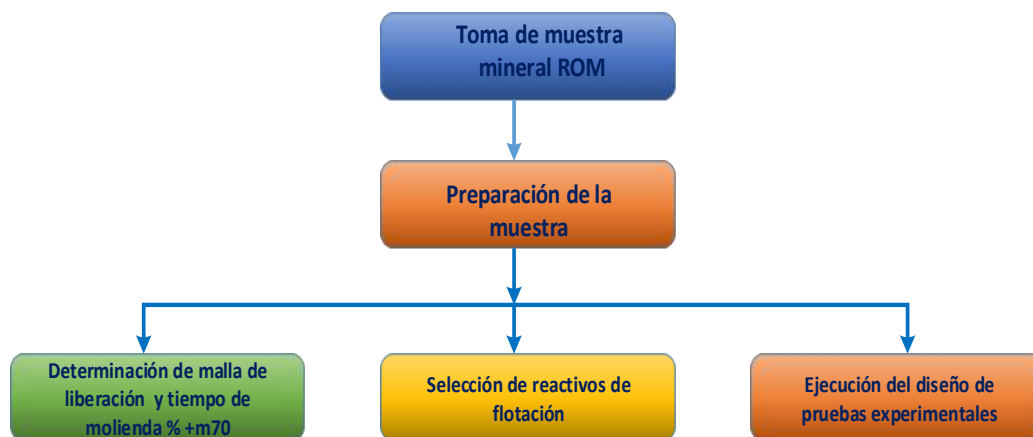 Toma de muestra
mineral ROM
Preparación de la
muestra
Determinación de malla de
liberación y tiempo de
molienda % +m70
Selección de reactivos de
flotación
Ejecución del diseño de
pruebas experimentales